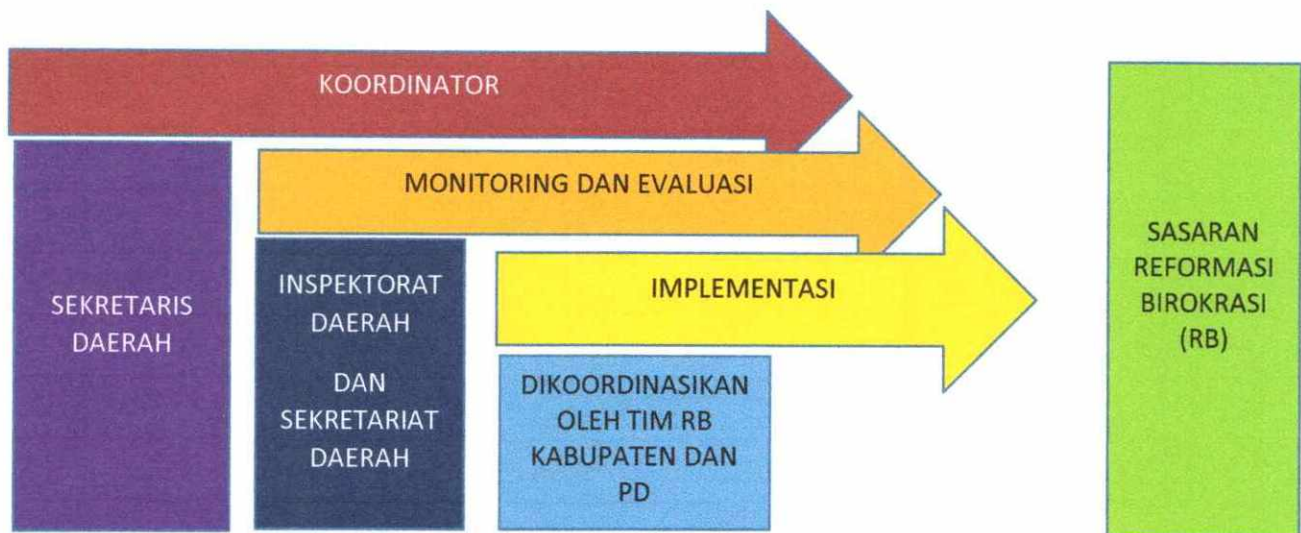 KOORDINATOR
MONITORING DAN EVALUASI
IMPLEMENTASI
SEKRETARIS
DAERAH
INSPEKTORAT
DAERAH
DAN
SEKRETARIAT
DAERAH
DIKOORDINASIKAN
OLEH TIM RB
KABUPATEN DAN
PD
SASARAN
REFORMASI
BIROKRASI
(RB)